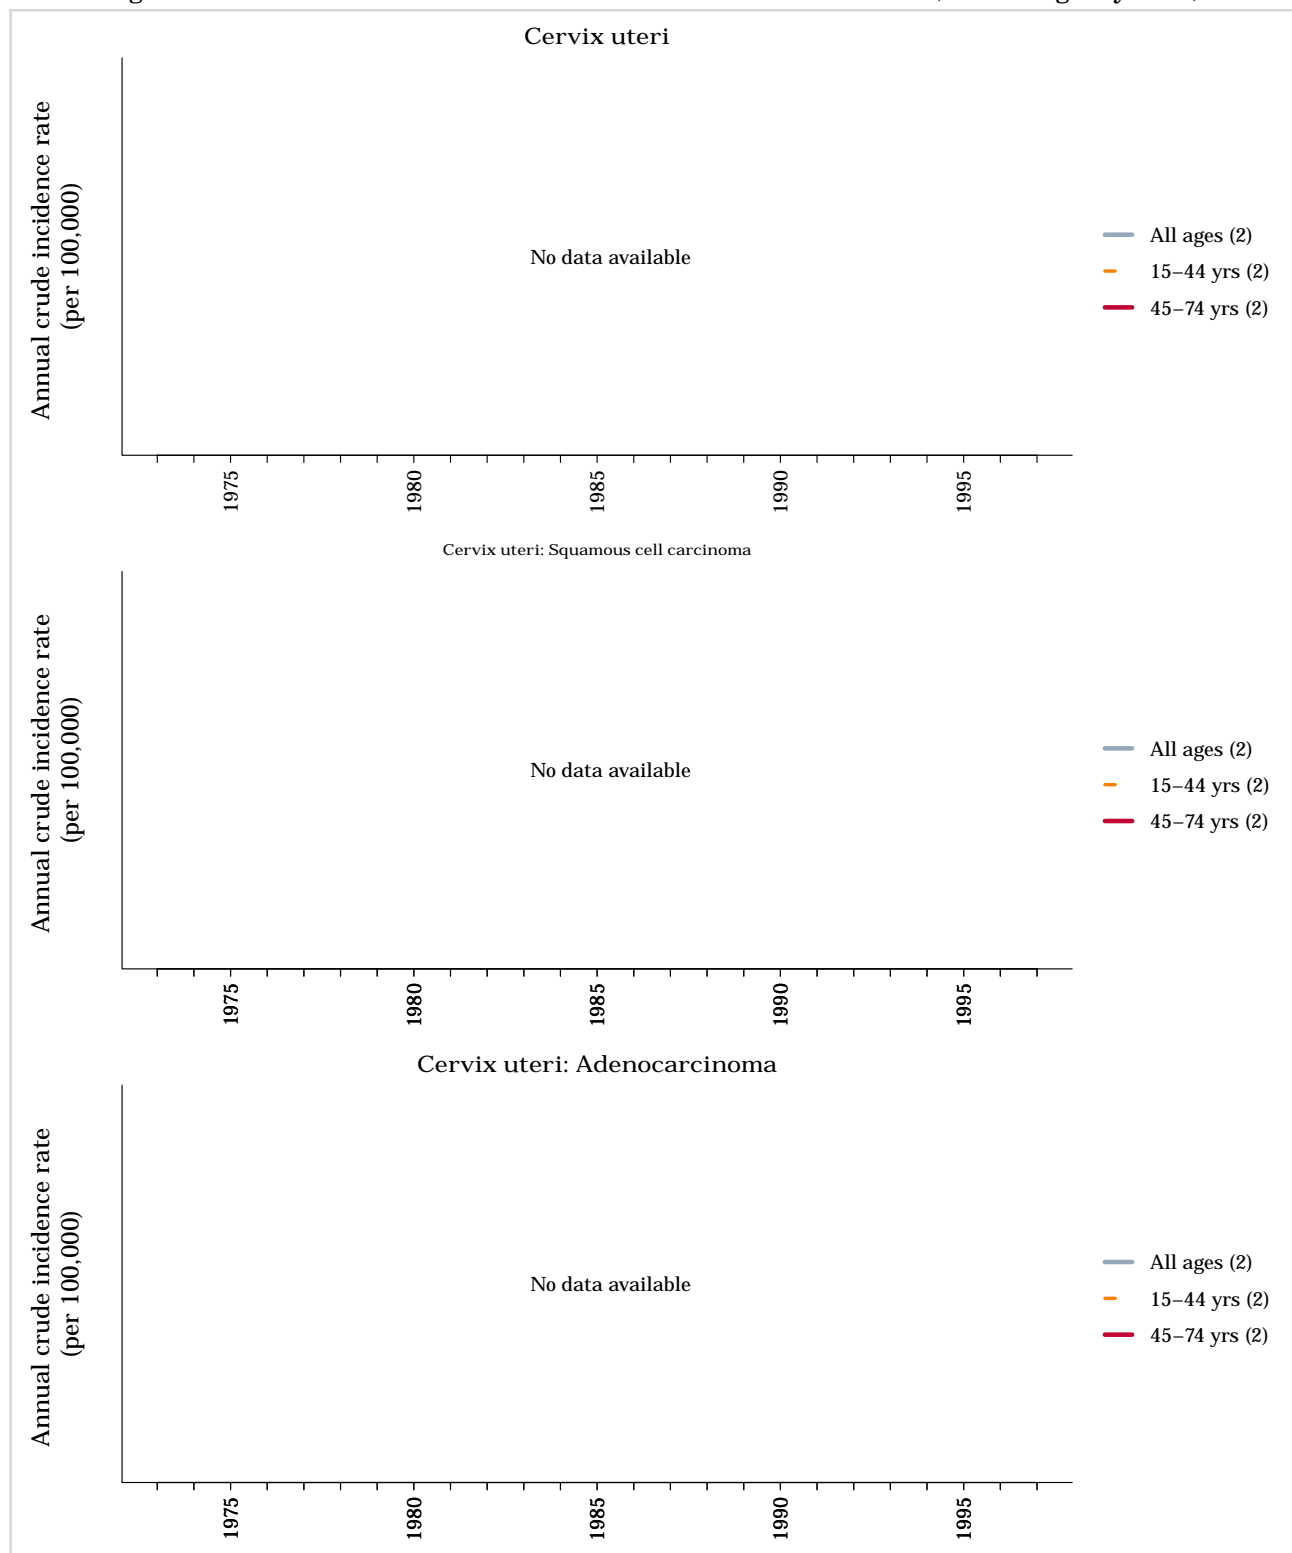 Cervix uteri
Annual crude incidence rate
(per 100,000)
No data available
All ages (2)
15–44 yrs (2)
45–74 yrs (2)
1975
1980
1985
1990
1995
Cervix uteri: Squamous cell carcinoma
Annual crude incidence rate
(per 100,000)
No data available
All ages (2)
15–44 yrs (2)
45–74 yrs (2)
1975
1980
1985
1990
1995
Cervix uteri: Adenocarcinoma
Annual crude incidence rate
(per 100,000)
No data available
All ages (2)
15–44 yrs (2)
45–74 yrs (2)
1975
1980
1985
1990
1995